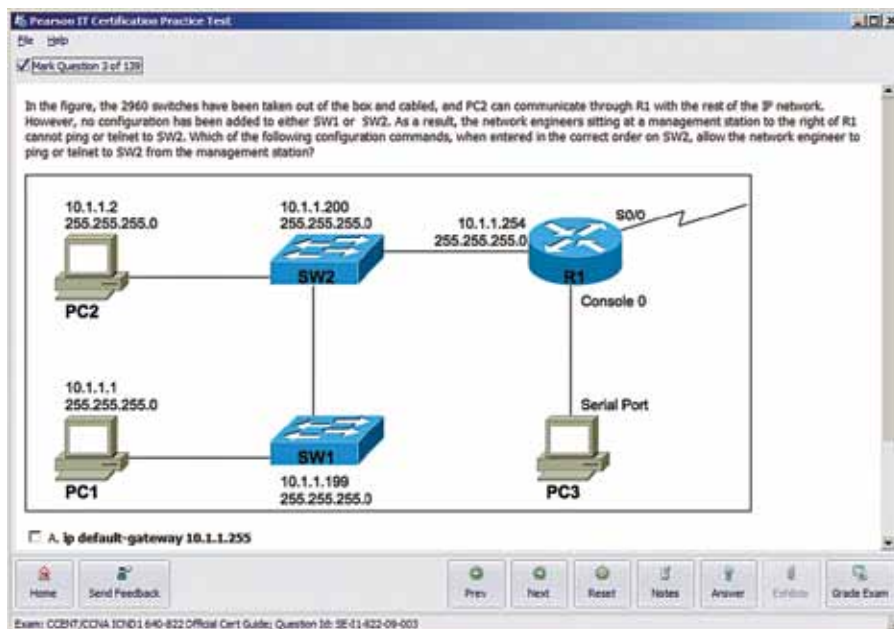 Pearson IT Certification Practice Test
File Help
Mark Question 3 of 139
In the figure, the 2960 switches have been taken out of the box and cabled, and PC2 can communicate through R1 with the rest of the IP network.
However, no configuration has been added to either SW1 or SW2. As a result, the network engineers sitting at a management station to the right of R1
cannot ping or telnet to SW2. Which of the following configuration commands, when entered in the correct order on SW2, allow the network engineer to
ping or telnet to SW2 from the management station?
10.1.1.2
255.255.255.0
PC2
10.1.1.200
255.255.255.0
SW2
10.1.1.254
255.255.255.0
S0/0
R1
Console 0
10.1.1.1
255.255.255.0
PC1
SW1
10.1.1.199
255.255.255.0
Serial Port
PC3
A. ip default-gateway 10.1.1.255
Home Send Feedback Prev Next Reset Notes Answer Exhibits Grade Exam
Exam: CCENT/CCNA ICND1 640-822 Official Cert Guide; Question Id: SE-I1-822-09-003